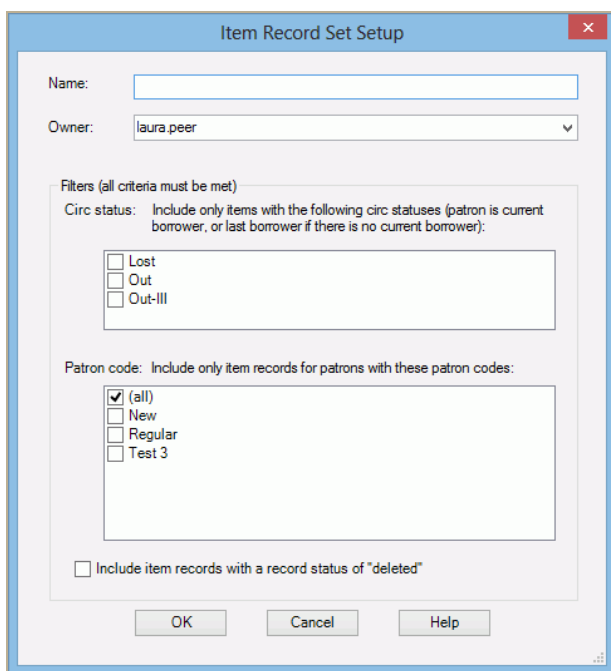 Item Record Set Setup
Name:
Owner: laura.peer
Filters (all criteria must be met)
Circ status: Include only items with the following circ statuses (patron is current
borrower, or last borrower if there is no current borrower):
Lost
Out
Out-III
Patron code: Include only item records for patrons with these patron codes:
(all)
New
Regular
Test 3
Include item records with a record status of "deleted"
OK Cancel Help